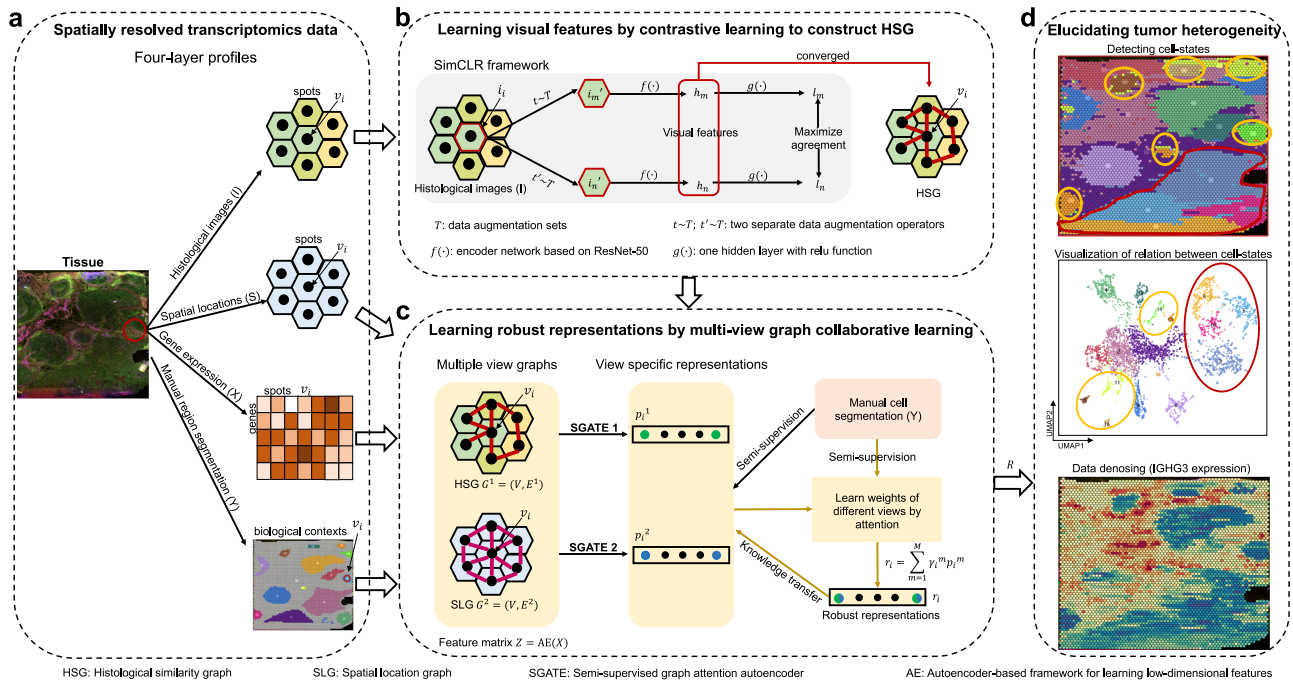 a
Spatially resolved transcriptomics data
Four-layer profiles
spots
v_i
Histological images (I)
spots
v_i
Tissue
Spatial locations (S)
Gene expression (X)
spots v_i
genes
Manual region segmentation (Y)
biological contexts
v_i
b
Learning visual features by contrastive learning to construct HSG
SimCLR framework
converged
i_i
t~T
i_m′
f(·)
h_m
g(·)
l_m
v_i
Visual features
Maximize
agreement
t′~T
i_n′
f(·)
h_n
g(·)
l_n
Histological images (I)
HSG
T: data augmentation sets
t~T; t′~T: two separate data augmentation operators
f(·): encoder network based on ResNet-50
g(·): one hidden layer with relu function
c
Learning robust representations by multi-view graph collaborative learning
Multiple view graphs
View specific representations
v_i
p_i^1
SGATE 1
HSG G^1 = (V, E^1)
Semi-supervision
Manual cell
segmentation (Y)
Semi-supervision
Learn weights of
different views by
attention
v_i
p_i^2
SGATE 2
SLG G^2 = (V, E^2)
Knowledge transfer
r_i = ∑_{m=1}^{M} γ_i^m p_i^m
r_i
Robust representations
Feature matrix Z = AE(X)
R
d
Elucidating tumor heterogeneity
Detecting cell-states
Visualization of relation between cell-states
UMAP2
UMAP1
Data denosing (IGHG3 expression)
HSG: Histological similarity graph
SLG: Spatial location graph
SGATE: Semi-supervised graph attention autoencoder
AE: Autoencoder-based framework for learning low-dimensional features